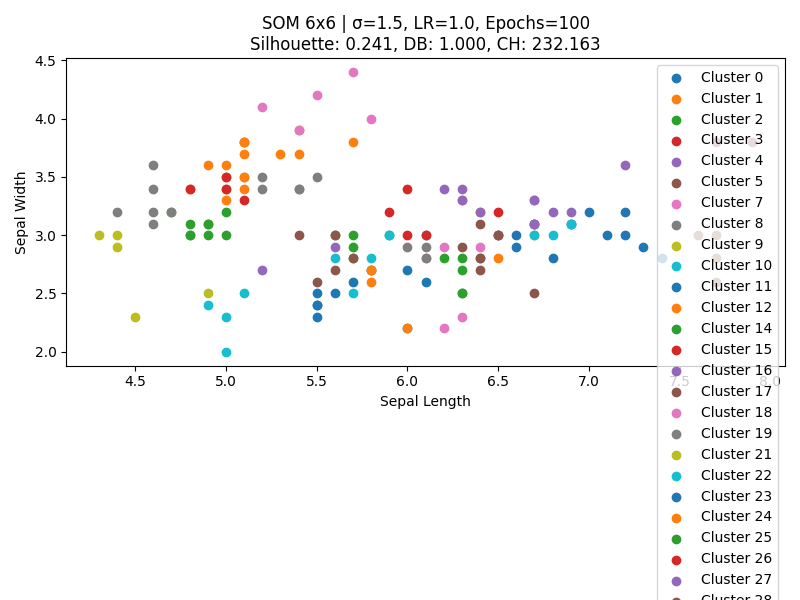 SOM 6x6 | σ=1.5, LR=1.0, Epochs=100
Silhouette: 0.241, DB: 1.000, CH: 232.163
4.5
4.0
3.5
3.0
2.5
2.0
Sepal Width
4.5
5.0
5.5
6.0
6.5
7.0
7.5
8.0
Sepal Length
Cluster 0
Cluster 1
Cluster 2
Cluster 3
Cluster 4
Cluster 5
Cluster 7
Cluster 8
Cluster 9
Cluster 10
Cluster 11
Cluster 12
Cluster 14
Cluster 15
Cluster 16
Cluster 17
Cluster 18
Cluster 19
Cluster 21
Cluster 22
Cluster 23
Cluster 24
Cluster 25
Cluster 26
Cluster 27
Cluster 28